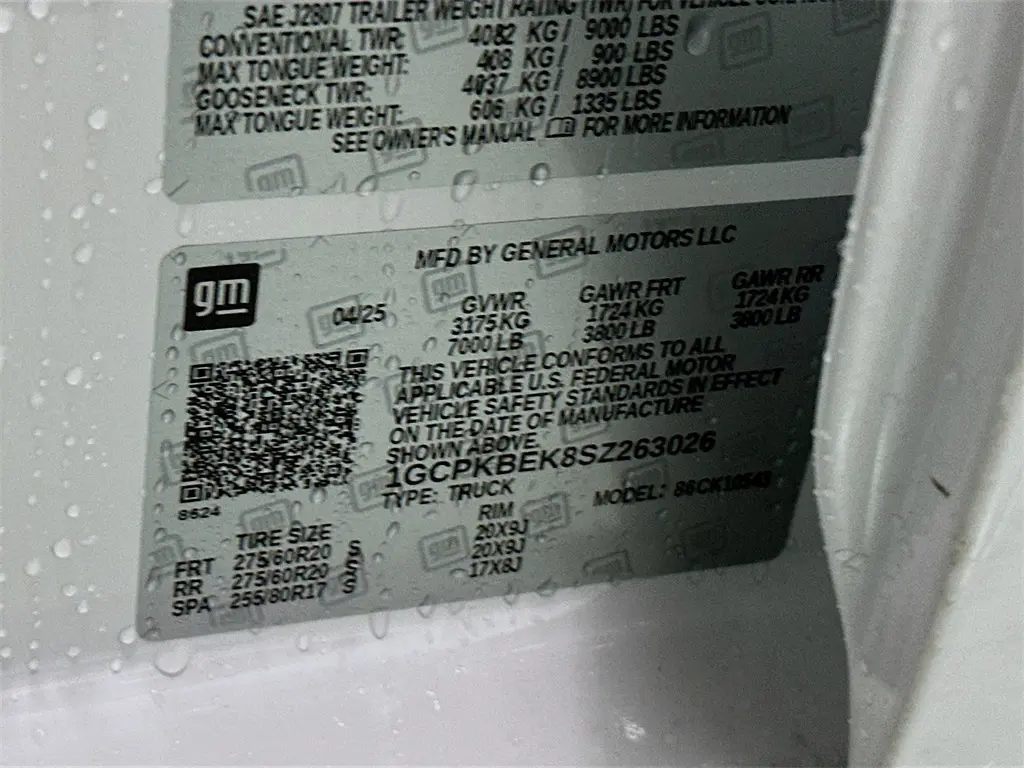 SAE J2807 TRAILER WEIGHT RATING (TWR) FOR VEHICLE
CONVENTIONAL TWR: 4082 KG/ 9000 LBS
MAX TONGUE WEIGHT: 408 KG/ 900 LBS
GOOSENECK TWR: 4037 KG/ 8900 LBS
MAX TONGUE WEIGHT: 606 KG/ 1335 LBS
SEE OWNER'S MANUAL FOR MORE INFORMATION
MFD BY GENERAL MOTORS LLC
gm
04/25 GVWR GAWR FRT GAWR RR
3175 KG 1724 KG 1724 KG
7000 LB 3800 LB 3800 LB
THIS VEHICLE CONFORMS TO ALL
APPLICABLE U.S. FEDERAL MOTOR
VEHICLE SAFETY STANDARDS IN EFFECT
ON THE DATE OF MANUFACTURE
SHOWN ABOVE.
1GCPKBEK8SZ263026
TYPE: TRUCK MODEL: 86CK10543
8624
TIRE SIZE RIM
FRT 275/60R20 S 20X9J
RR 275/60R20 S 20X9J
SPA 255/80R17 S 17X8J